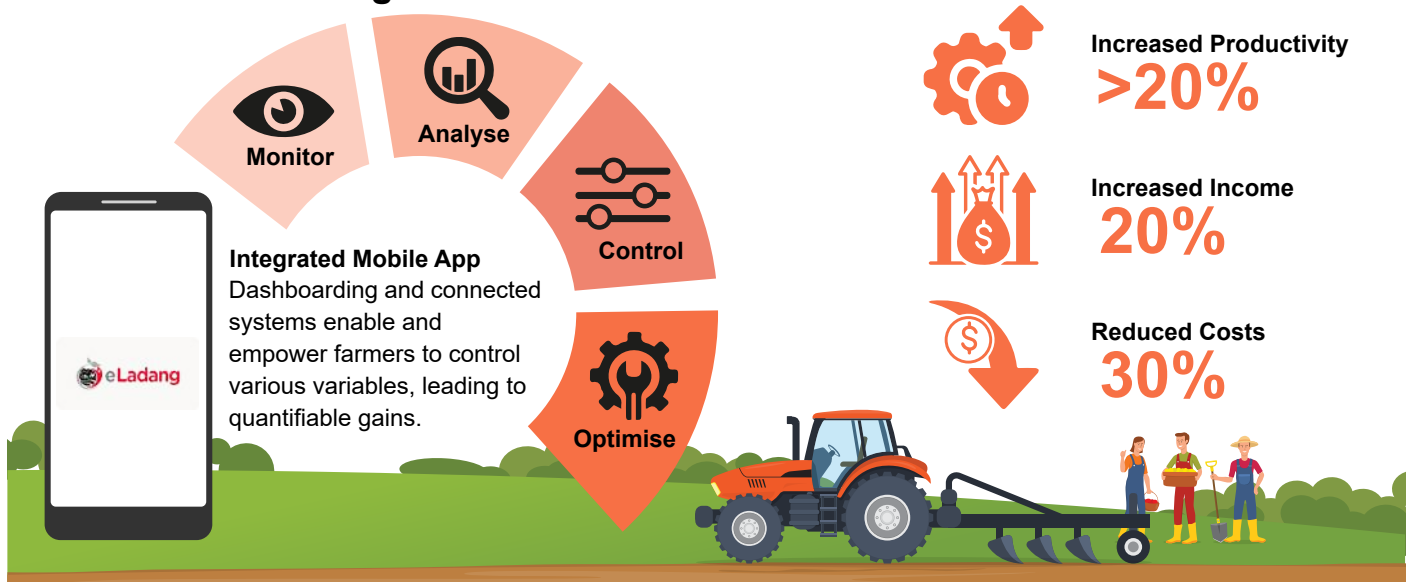 Monitor
Analyse
Control
Optimise
Integrated Mobile App
Dashboarding and connected
systems enable and
empower farmers to control
various variables, leading to
quantifiable gains.
eLadang
Increased Productivity
>20%
Increased Income
20%
Reduced Costs
30%